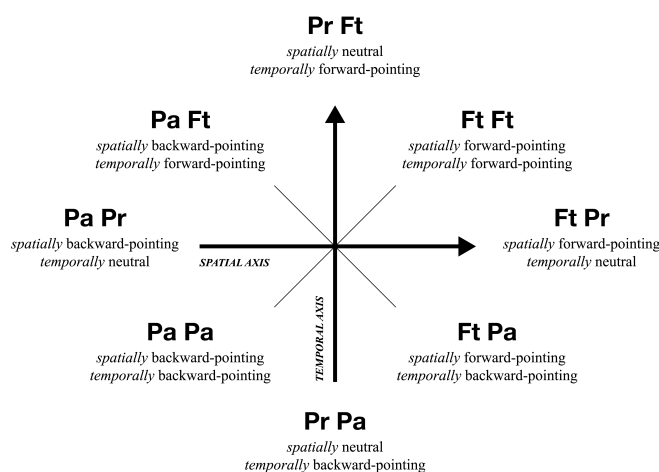 Pr Ft
spatially neutral
temporally forward-pointing
Pa Ft
spatially backward-pointing
temporally forward-pointing
Ft Ft
spatially forward-pointing
temporally forward-pointing
Pa Pr
spatially backward-pointing
temporally neutral
SPATIAL AXIS
Ft Pr
spatially forward-pointing
temporally neutral
Pa Pa
spatially backward-pointing
temporally backward-pointing
TEMPORAL AXIS
Ft Pa
spatially forward-pointing
temporally backward-pointing
Pr Pa
spatially neutral
temporally backward-pointing